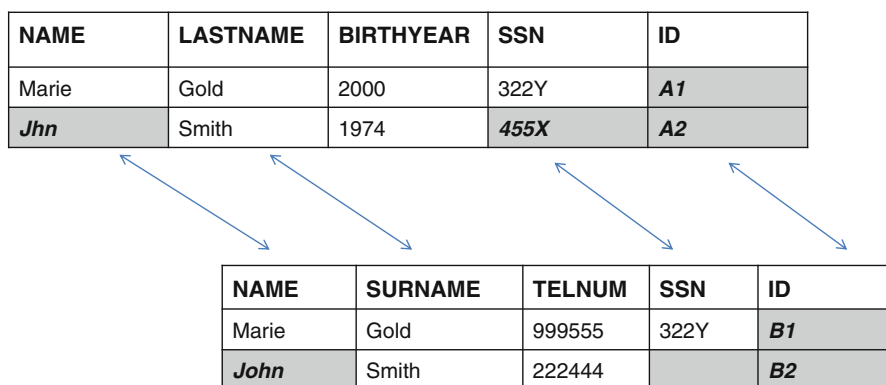 NAME LASTNAME BIRTHYEAR SSN ID
Marie Gold 2000 322Y A1
Jhn Smith 1974 455X A2
NAME SURNAME TELNUM SSN ID
Marie Gold 999555 322Y B1
John Smith 222444 B2